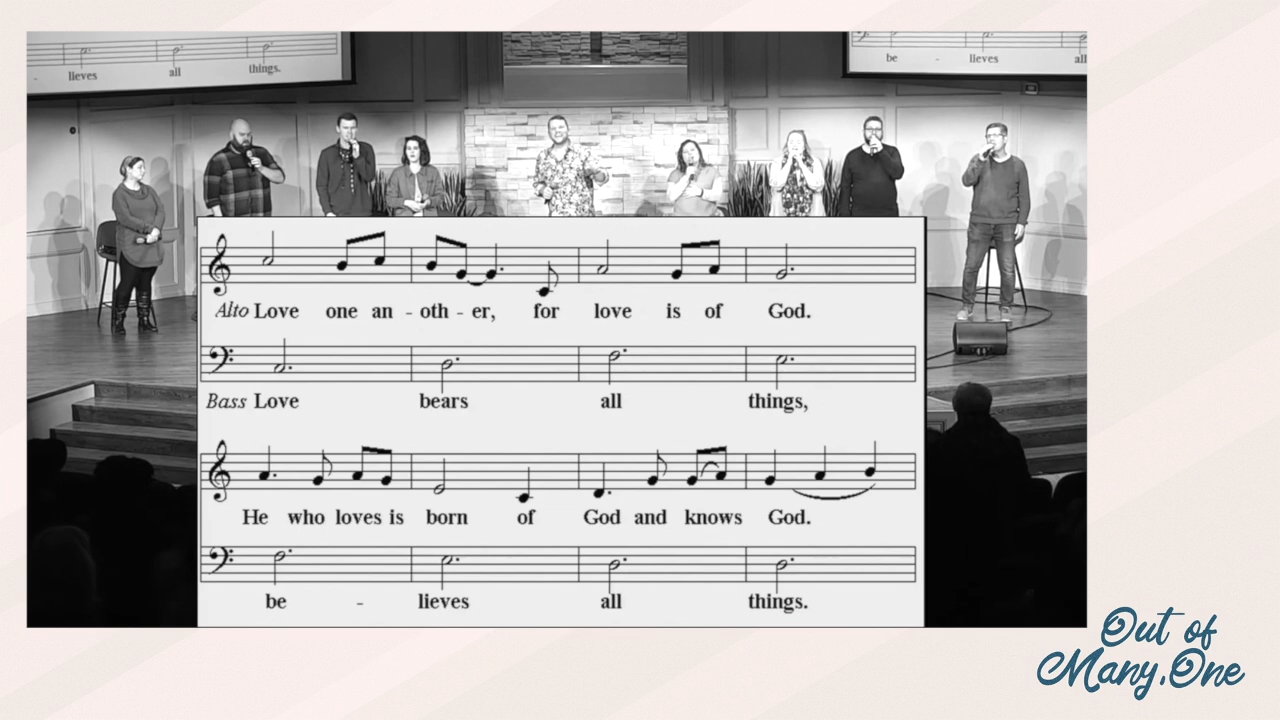 lieves all things.
be - lieves all
Alto Love one an - oth - er, for love is of God.
Bass Love bears all things,
He who loves is born of God and knows God.
be - lieves all things.
Out of
Many.One